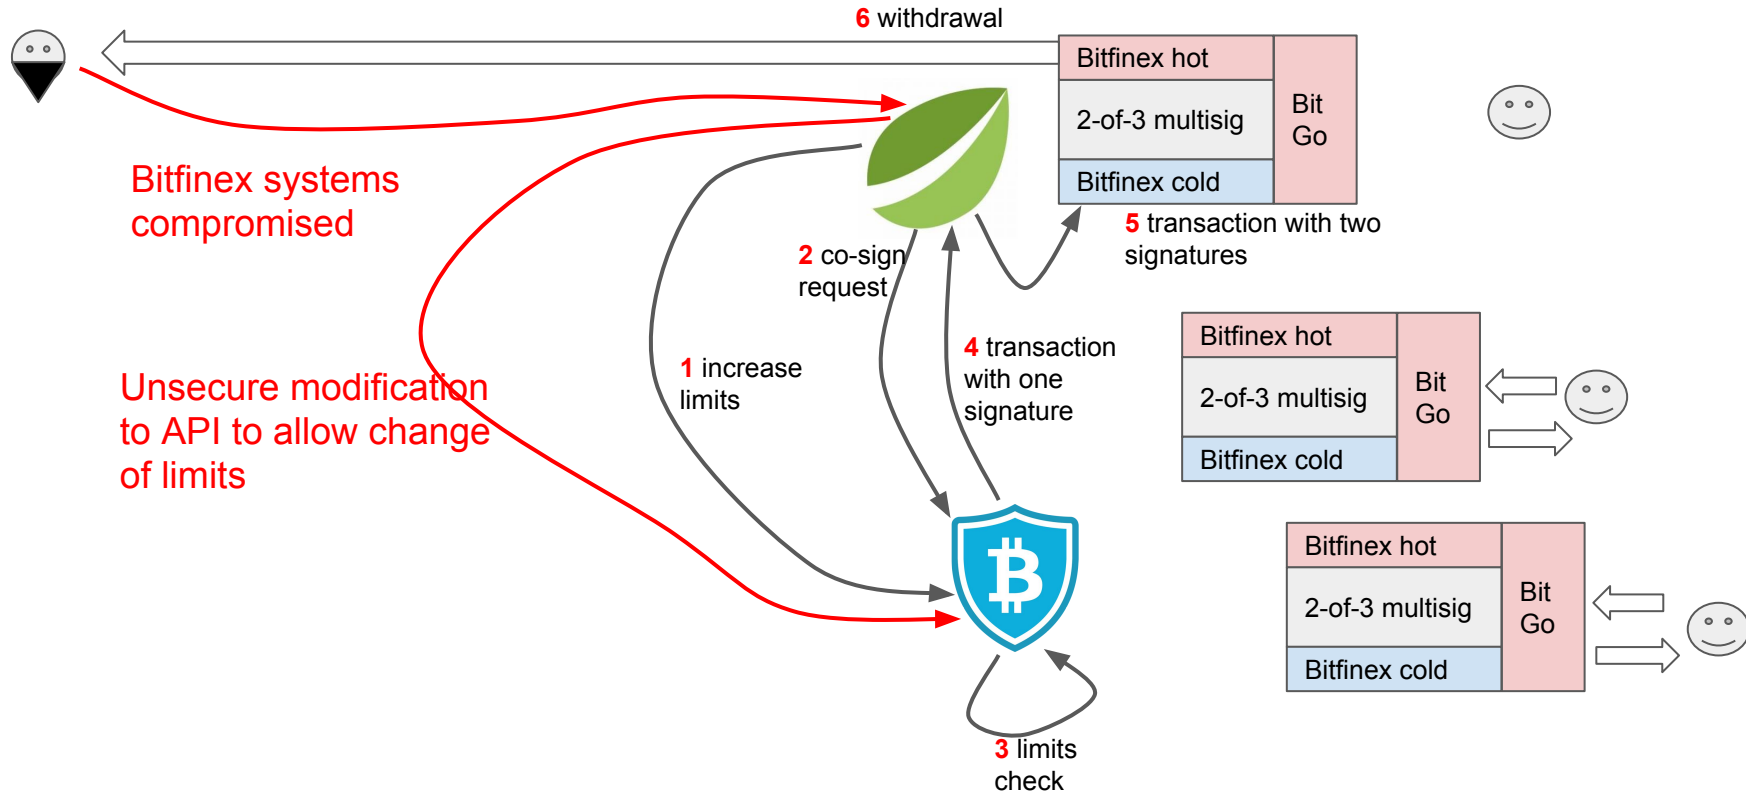 6 withdrawal
Bitfinex hot
2-of-3 multisig
Bitfinex cold
Bit
Go
Bitfinex systems
compromised
5 transaction with two
signatures
2 co-sign
request
Bitfinex hot
2-of-3 multisig
Bitfinex cold
Bit
Go
4 transaction
with one
signature
1 increase
limits
Unsecure modification
to API to allow change
of limits
Bitfinex hot
2-of-3 multisig
Bitfinex cold
Bit
Go
3 limits
check